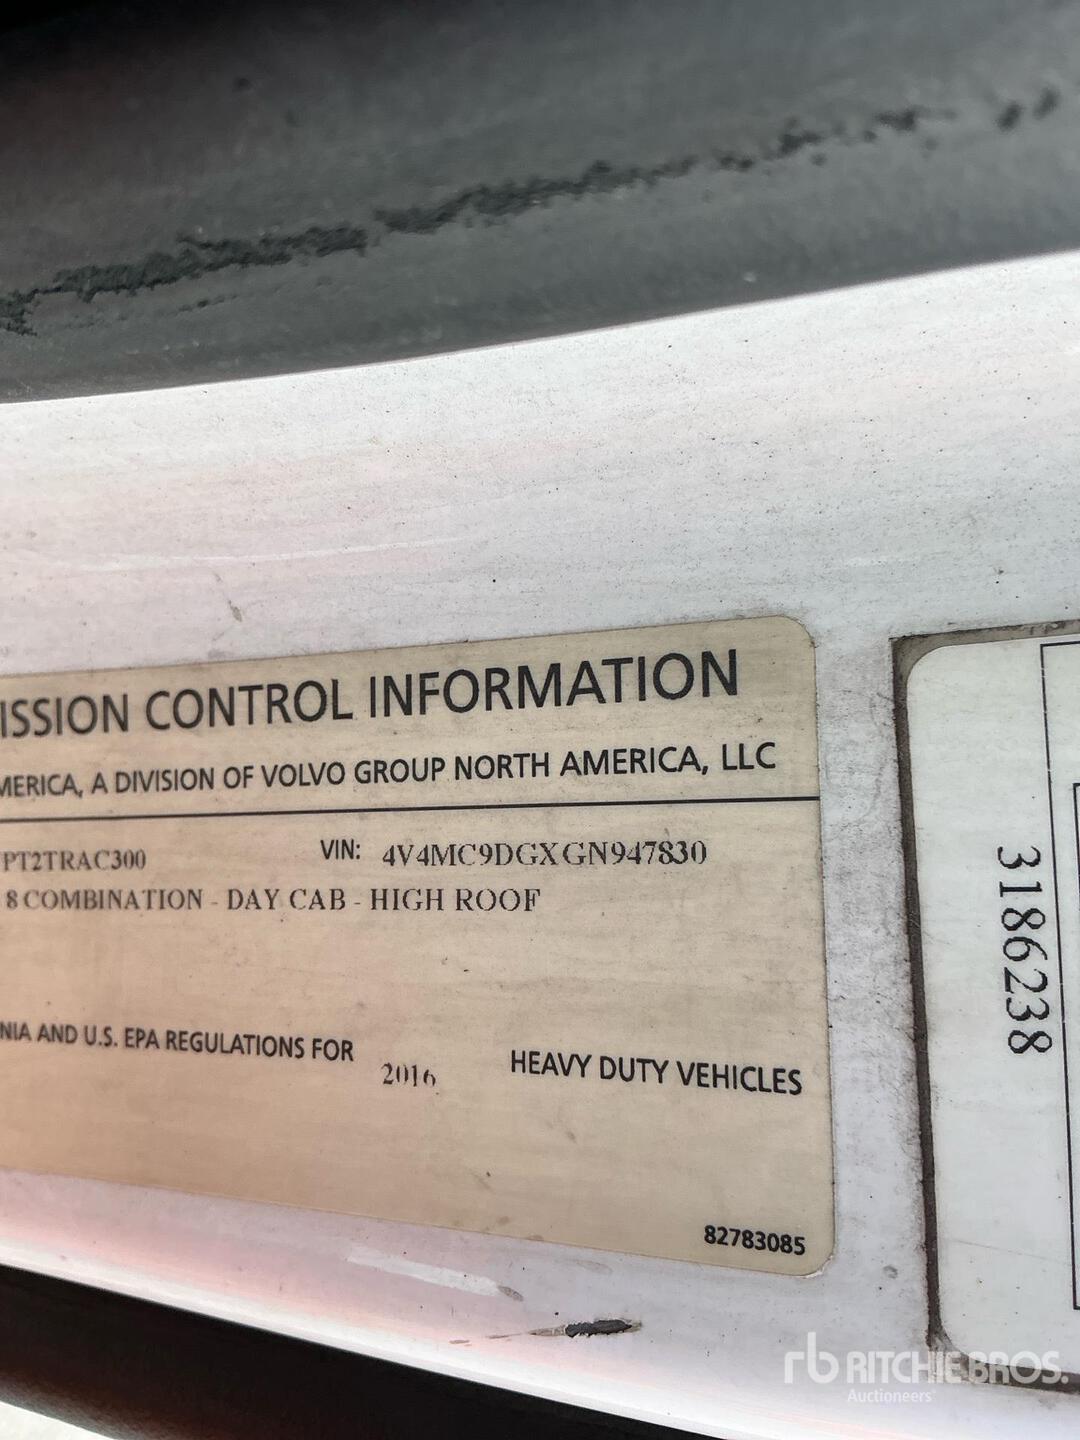 ISSION CONTROL INFORMATION
MERICA, A DIVISION OF VOLVO GROUP NORTH AMERICA, LLC
PT2TRAC300 VIN: 4V4MC9DGXGN947830
8 COMBINATION - DAY CAB - HIGH ROOF
NIA AND U.S. EPA REGULATIONS FOR 2016 HEAVY DUTY VEHICLES
82783085
3186238
rb RITCHIE BROS.
Auctioneers